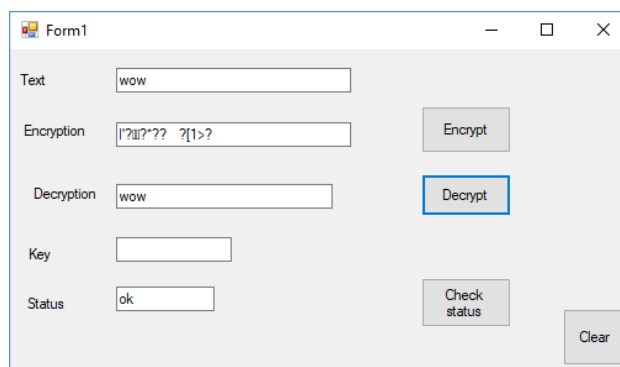 Form1
Text wow
Encryption Encrypt
Decryption wow Decrypt
Key
Status ok Check
status
Clear